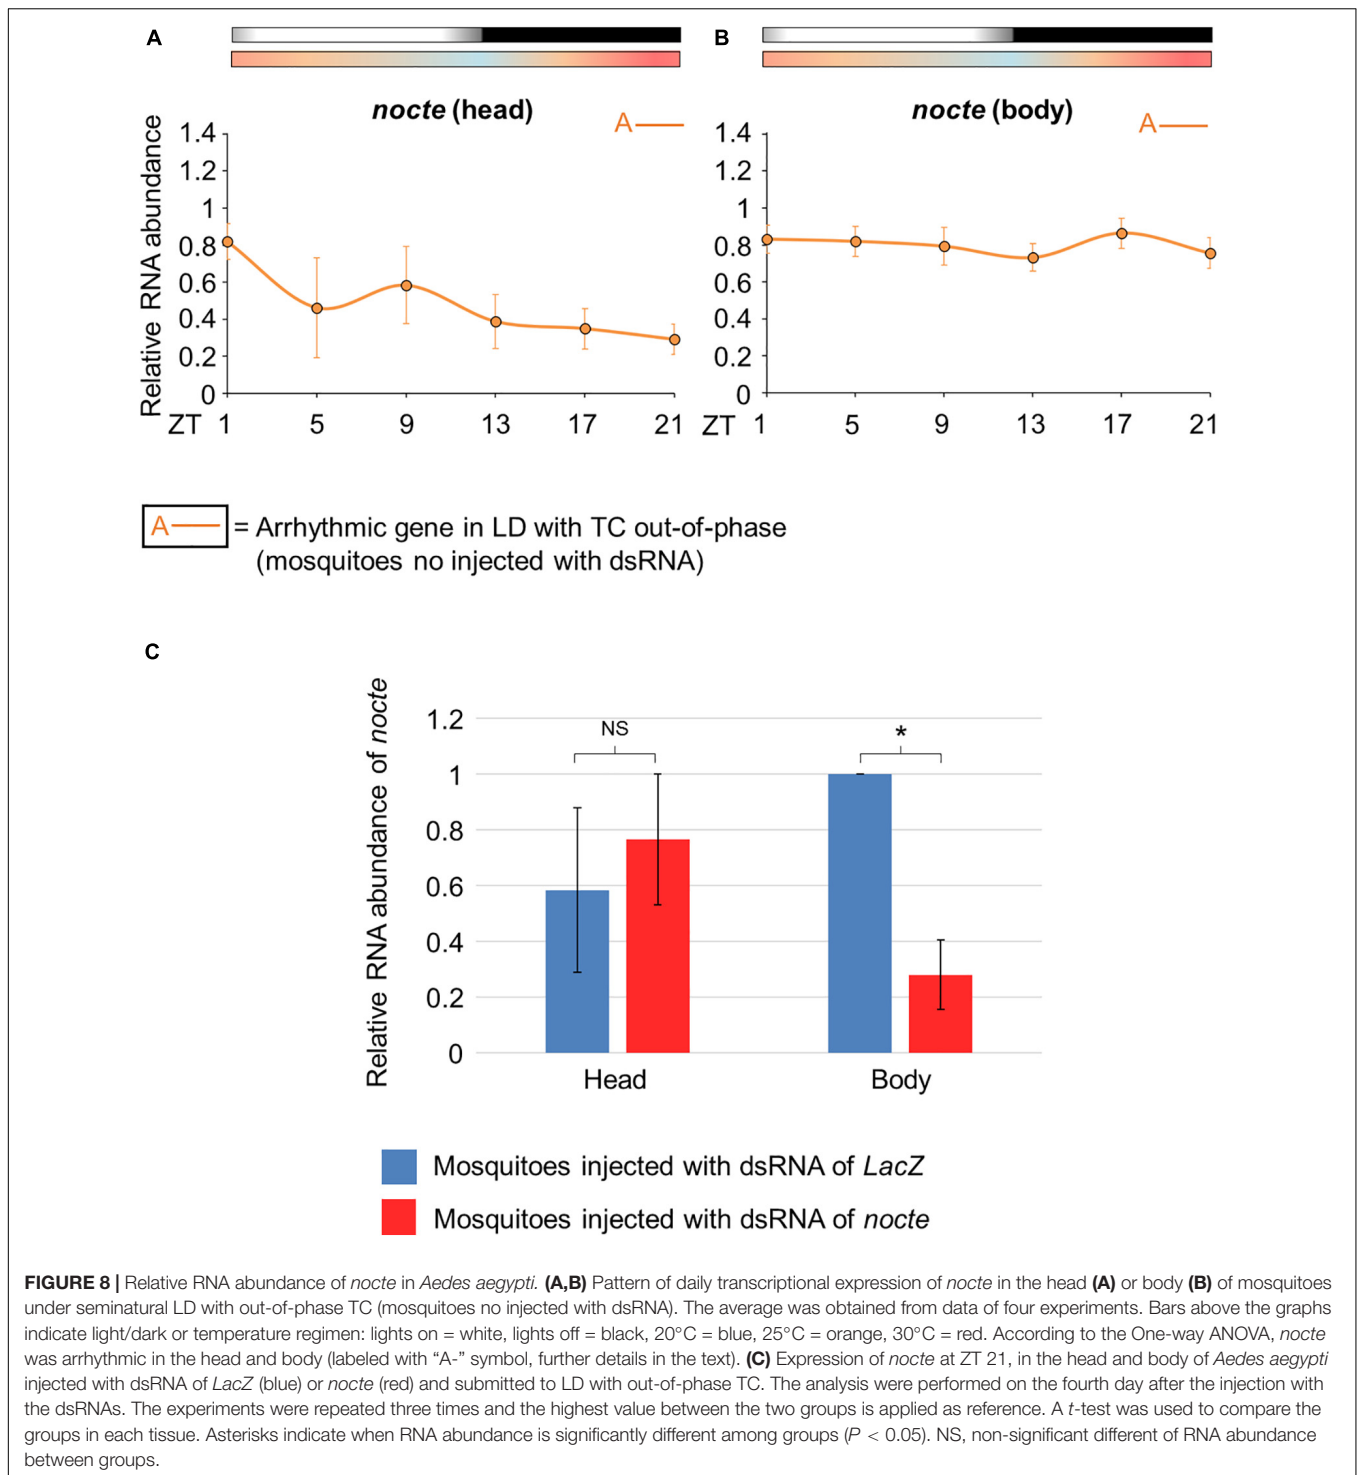 A
B
nocte (head)
nocte (body)
A
A
Relative RNA abundance
1.4
1.2
1
0.8
0.6
0.4
0.2
0
ZT 1 5 9 13 17 21
1.4
1.2
1
0.8
0.6
0.4
0.2
0
ZT 1 5 9 13 17 21
A = Arrhythmic gene in LD with TC out-of-phase
(mosquitoes no injected with dsRNA)
C
Relative RNA abundance of nocte
1.2
1
0.8
0.6
0.4
0.2
0
NS
*
Head Body
Mosquitoes injected with dsRNA of LacZ
Mosquitoes injected with dsRNA of nocte
FIGURE 8 | Relative RNA abundance of nocte in Aedes aegypti. (A,B) Pattern of daily transcriptional expression of nocte in the head (A) or body (B) of mosquitoes
under seminatural LD with out-of-phase TC (mosquitoes no injected with dsRNA). The average was obtained from data of four experiments. Bars above the graphs
indicate light/dark or temperature regimen: lights on = white, lights off = black, 20°C = blue, 25°C = orange, 30°C = red. According to the One-way ANOVA, nocte
was arrhythmic in the head and body (labeled with “A-” symbol, further details in the text). (C) Expression of nocte at ZT 21, in the head and body of Aedes aegypti
injected with dsRNA of LacZ (blue) or nocte (red) and submitted to LD with out-of-phase TC. The analysis were performed on the fourth day after the injection with
the dsRNAs. The experiments were repeated three times and the highest value between the two groups is applied as reference. A t-test was used to compare the
groups in each tissue. Asterisks indicate when RNA abundance is significantly different among groups (P < 0.05). NS, non-significant different of RNA abundance
between groups.